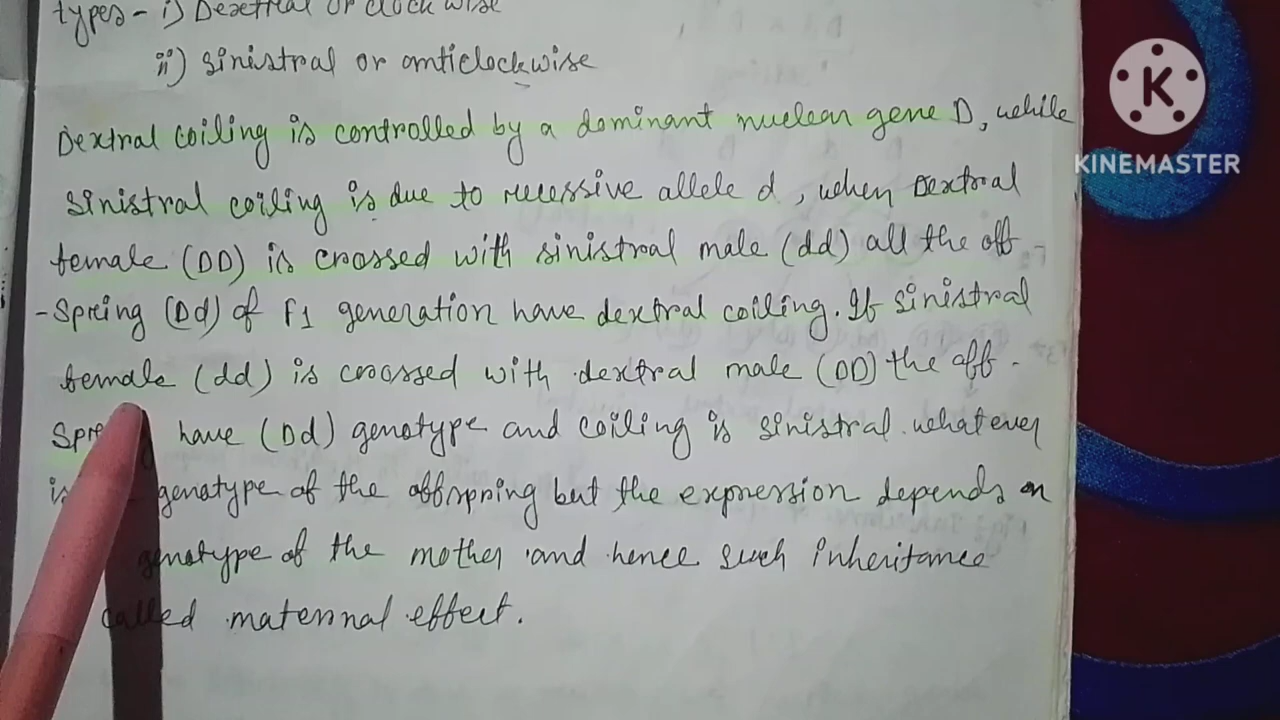 types - i) Dexetral or clockwise
ii) sinistral or anticlockwise
Dextral coiling is controlled by a dominant nuclear gene D, while
sinistral coiling is due to recessive allele d, when Dextral
female (DD) is crossed with sinistral male (dd) all the off-
-spring (Dd) of F1 generation have dextral coiling. If sinistral
female (dd) is croossed with dextral male (DD) the off-
have (Dd) genotype and coiling is sinistral whatever
genotype of the offspring but the expression depends on
genotype of the mother and hence such inheritance
called maternal effect.
K
KINEMASTER